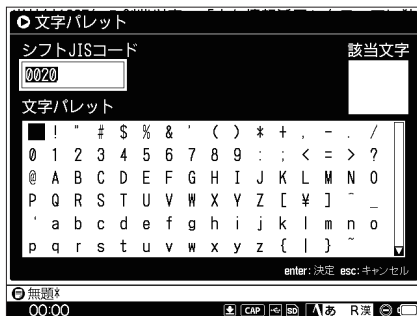 文字パレット
シフトJISコード 該当文字
0020
文字パレット
! " # $ % & ' ( ) * + , - . /
0 1 2 3 4 5 6 7 8 9 : ; < = > ?
@ A B C D E F G H I J K L M N O
P Q R S T U V W X Y Z [ ¥ ] ^ _
` a b c d e f g h i j k l m n o
p q r s t u v w x y z { | } ~
enter:決定 esc:キャンセル
無題*
00:00 CAP SD あ R漢